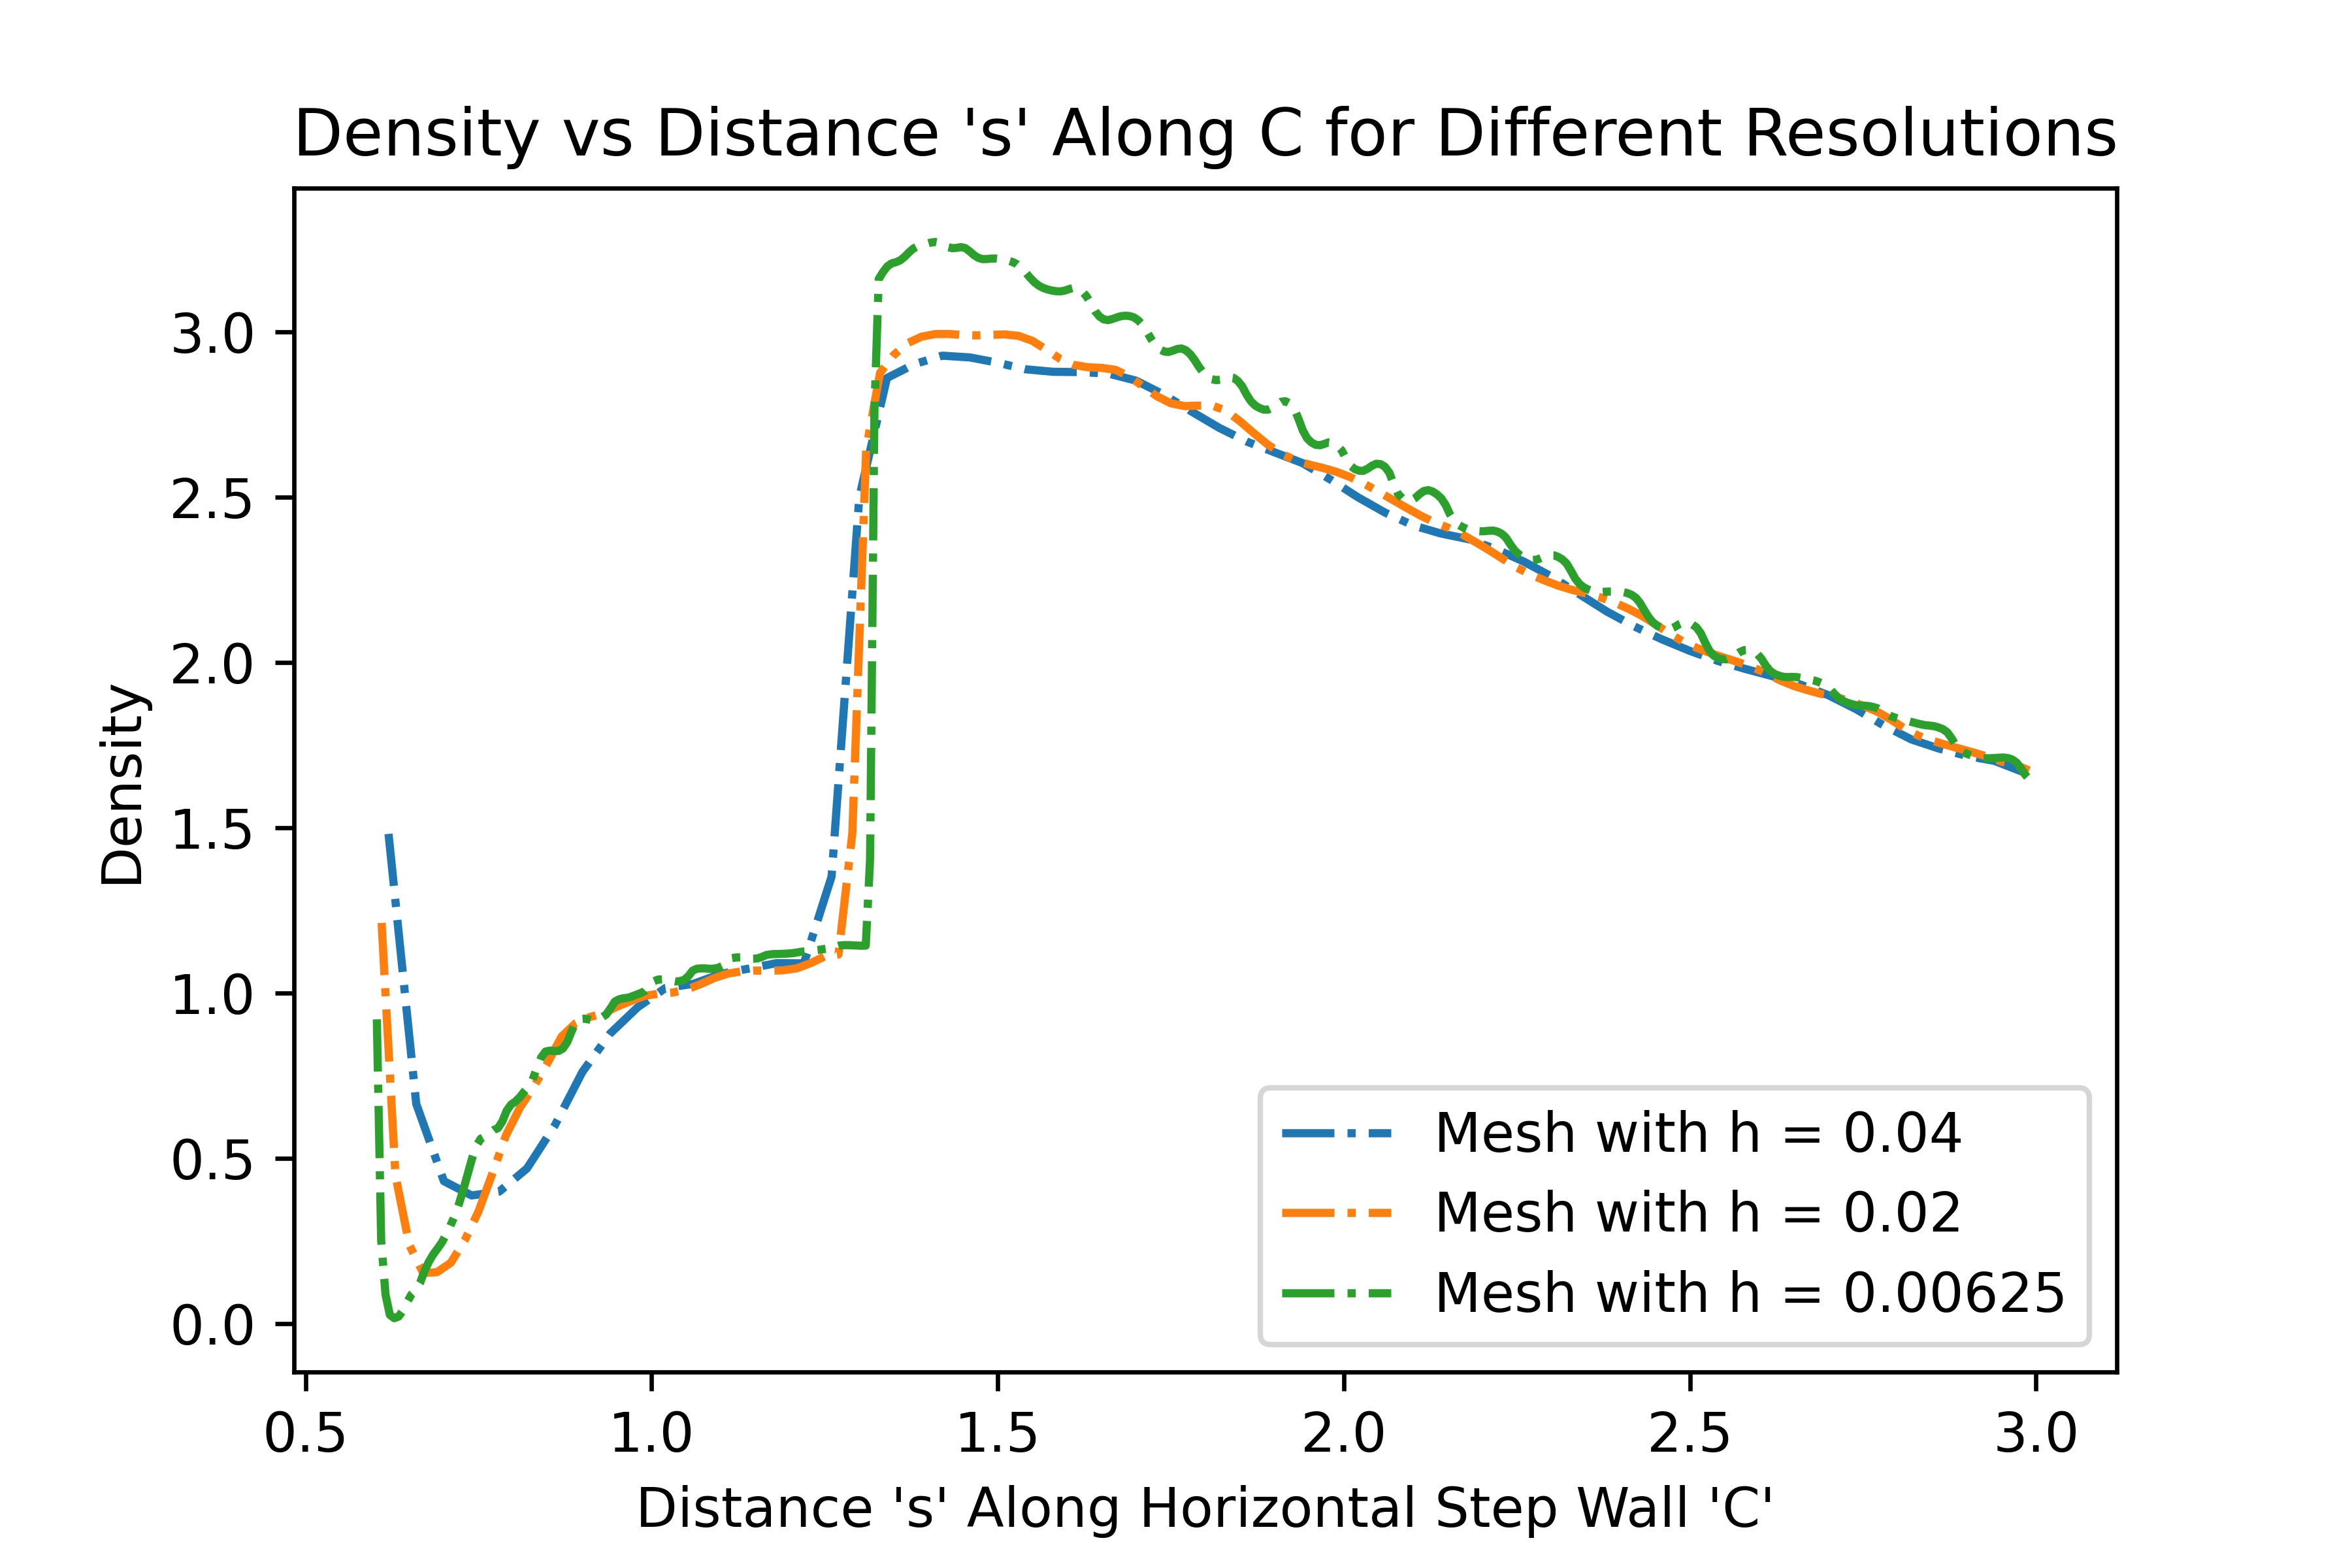 Density vs Distance 's' Along C for Different Resolutions
Density
3.0
2.5
2.0
1.5
1.0
0.5
0.0
Mesh with h = 0.04
Mesh with h = 0.02
Mesh with h = 0.00625
0.5 1.0 1.5 2.0 2.5 3.0
Distance 's' Along Horizontal Step Wall 'C'